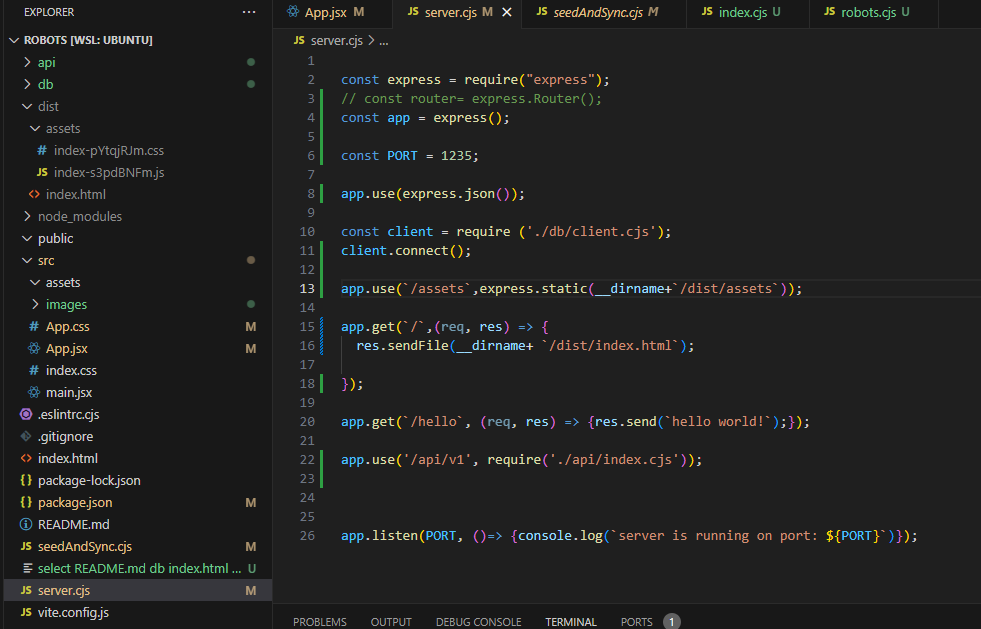 EXPLORER ...
ROBOTS [WSL: UBUNTU]
api
db
dist
assets
# index-pYtqjRJm.css
JS index-s3pdBNFm.js
<> index.html
node_modules
public
src
assets
images
# App.css M
App.jsx M
# index.css
main.jsx
.eslintrc.cjs
.gitignore
<> index.html
{} package-lock.json
{} package.json M
README.md
JS seedAndSync.cjs M
select README.md db index.html ... U
JS server.cjs M
JS vite.config.js
App.jsx M
JS server.cjs M
JS seedAndSync.cjs M
JS index.cjs U
JS robots.cjs U
JS server.cjs > ...
1
2 const express = require("express");
3 // const router= express.Router();
4 const app = express();
5
6 const PORT = 1235;
7
8 app.use(express.json());
9
10 const client = require ('./db/client.cjs');
11 client.connect();
12
13 app.use(`/assets`,express.static(__dirname+`/dist/assets`));
14
15 app.get(`/`,(req, res) => {
16 res.sendFile(__dirname+ `/dist/index.html`);
17
18 });
19
20 app.get(`/hello`, (req, res) => {res.send(`hello world!`);});
21
22 app.use('/api/v1', require('./api/index.cjs'));
23
24
25
26 app.listen(PORT, ()=> {console.log(`server is running on port: ${PORT}`)});
PROBLEMS OUTPUT DEBUG CONSOLE TERMINAL PORTS 1